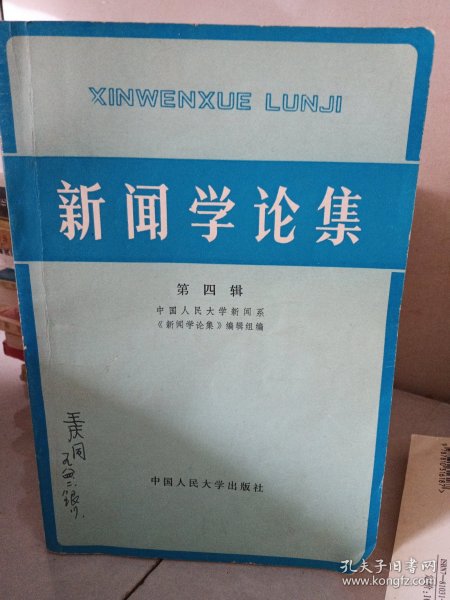 XINWENXUE LUNJI
新闻学论集
第四辑
中国人民大学新闻系
《新闻学论集》编辑组编
中国人民大学出版社
孔夫子旧书网
www.kongfz.com